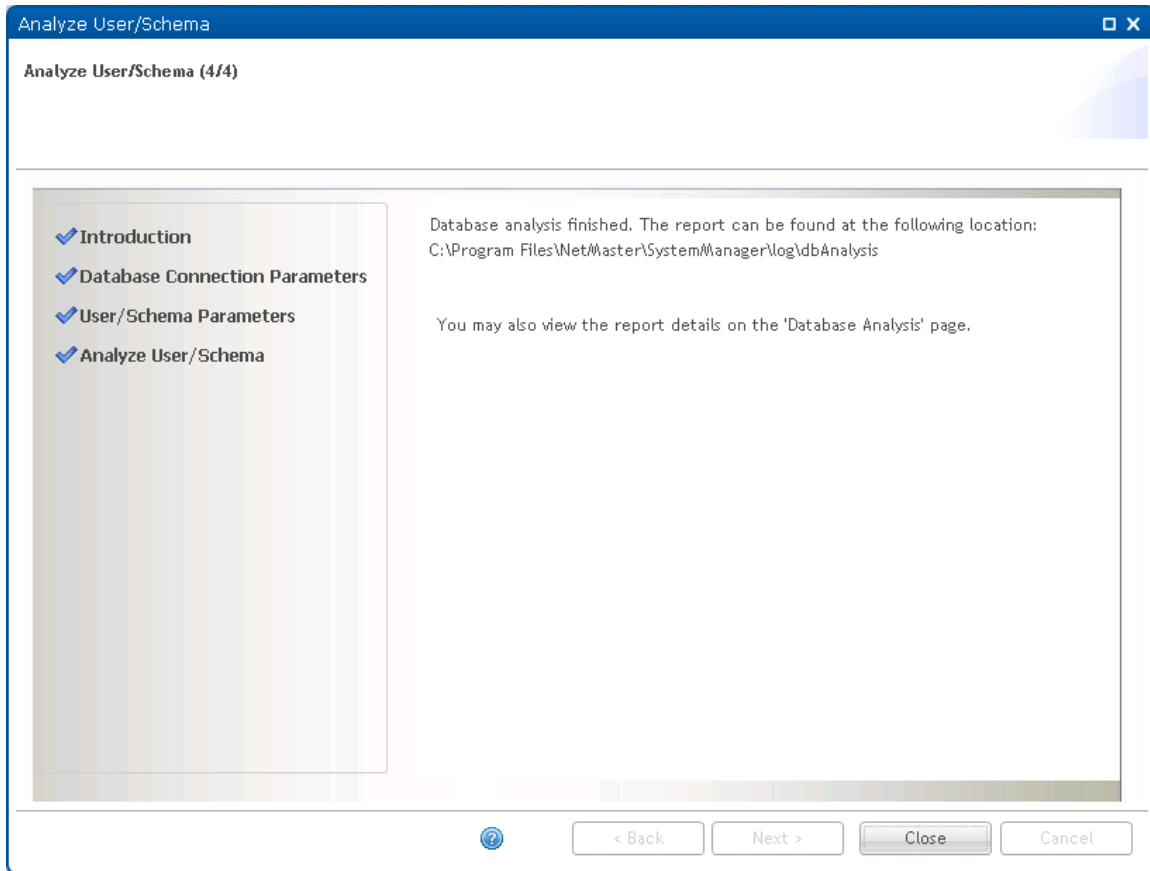 Analyze User/Schema
Analyze User/Schema (4/4)
Introduction
Database Connection Parameters
User/Schema Parameters
Analyze User/Schema
Database analysis finished. The report can be found at the following location:
C:\Program Files\NetMaster\SystemManager\log\dbAnalysis
You may also view the report details on the 'Database Analysis' page.
< Back
Next >
Close
Cancel